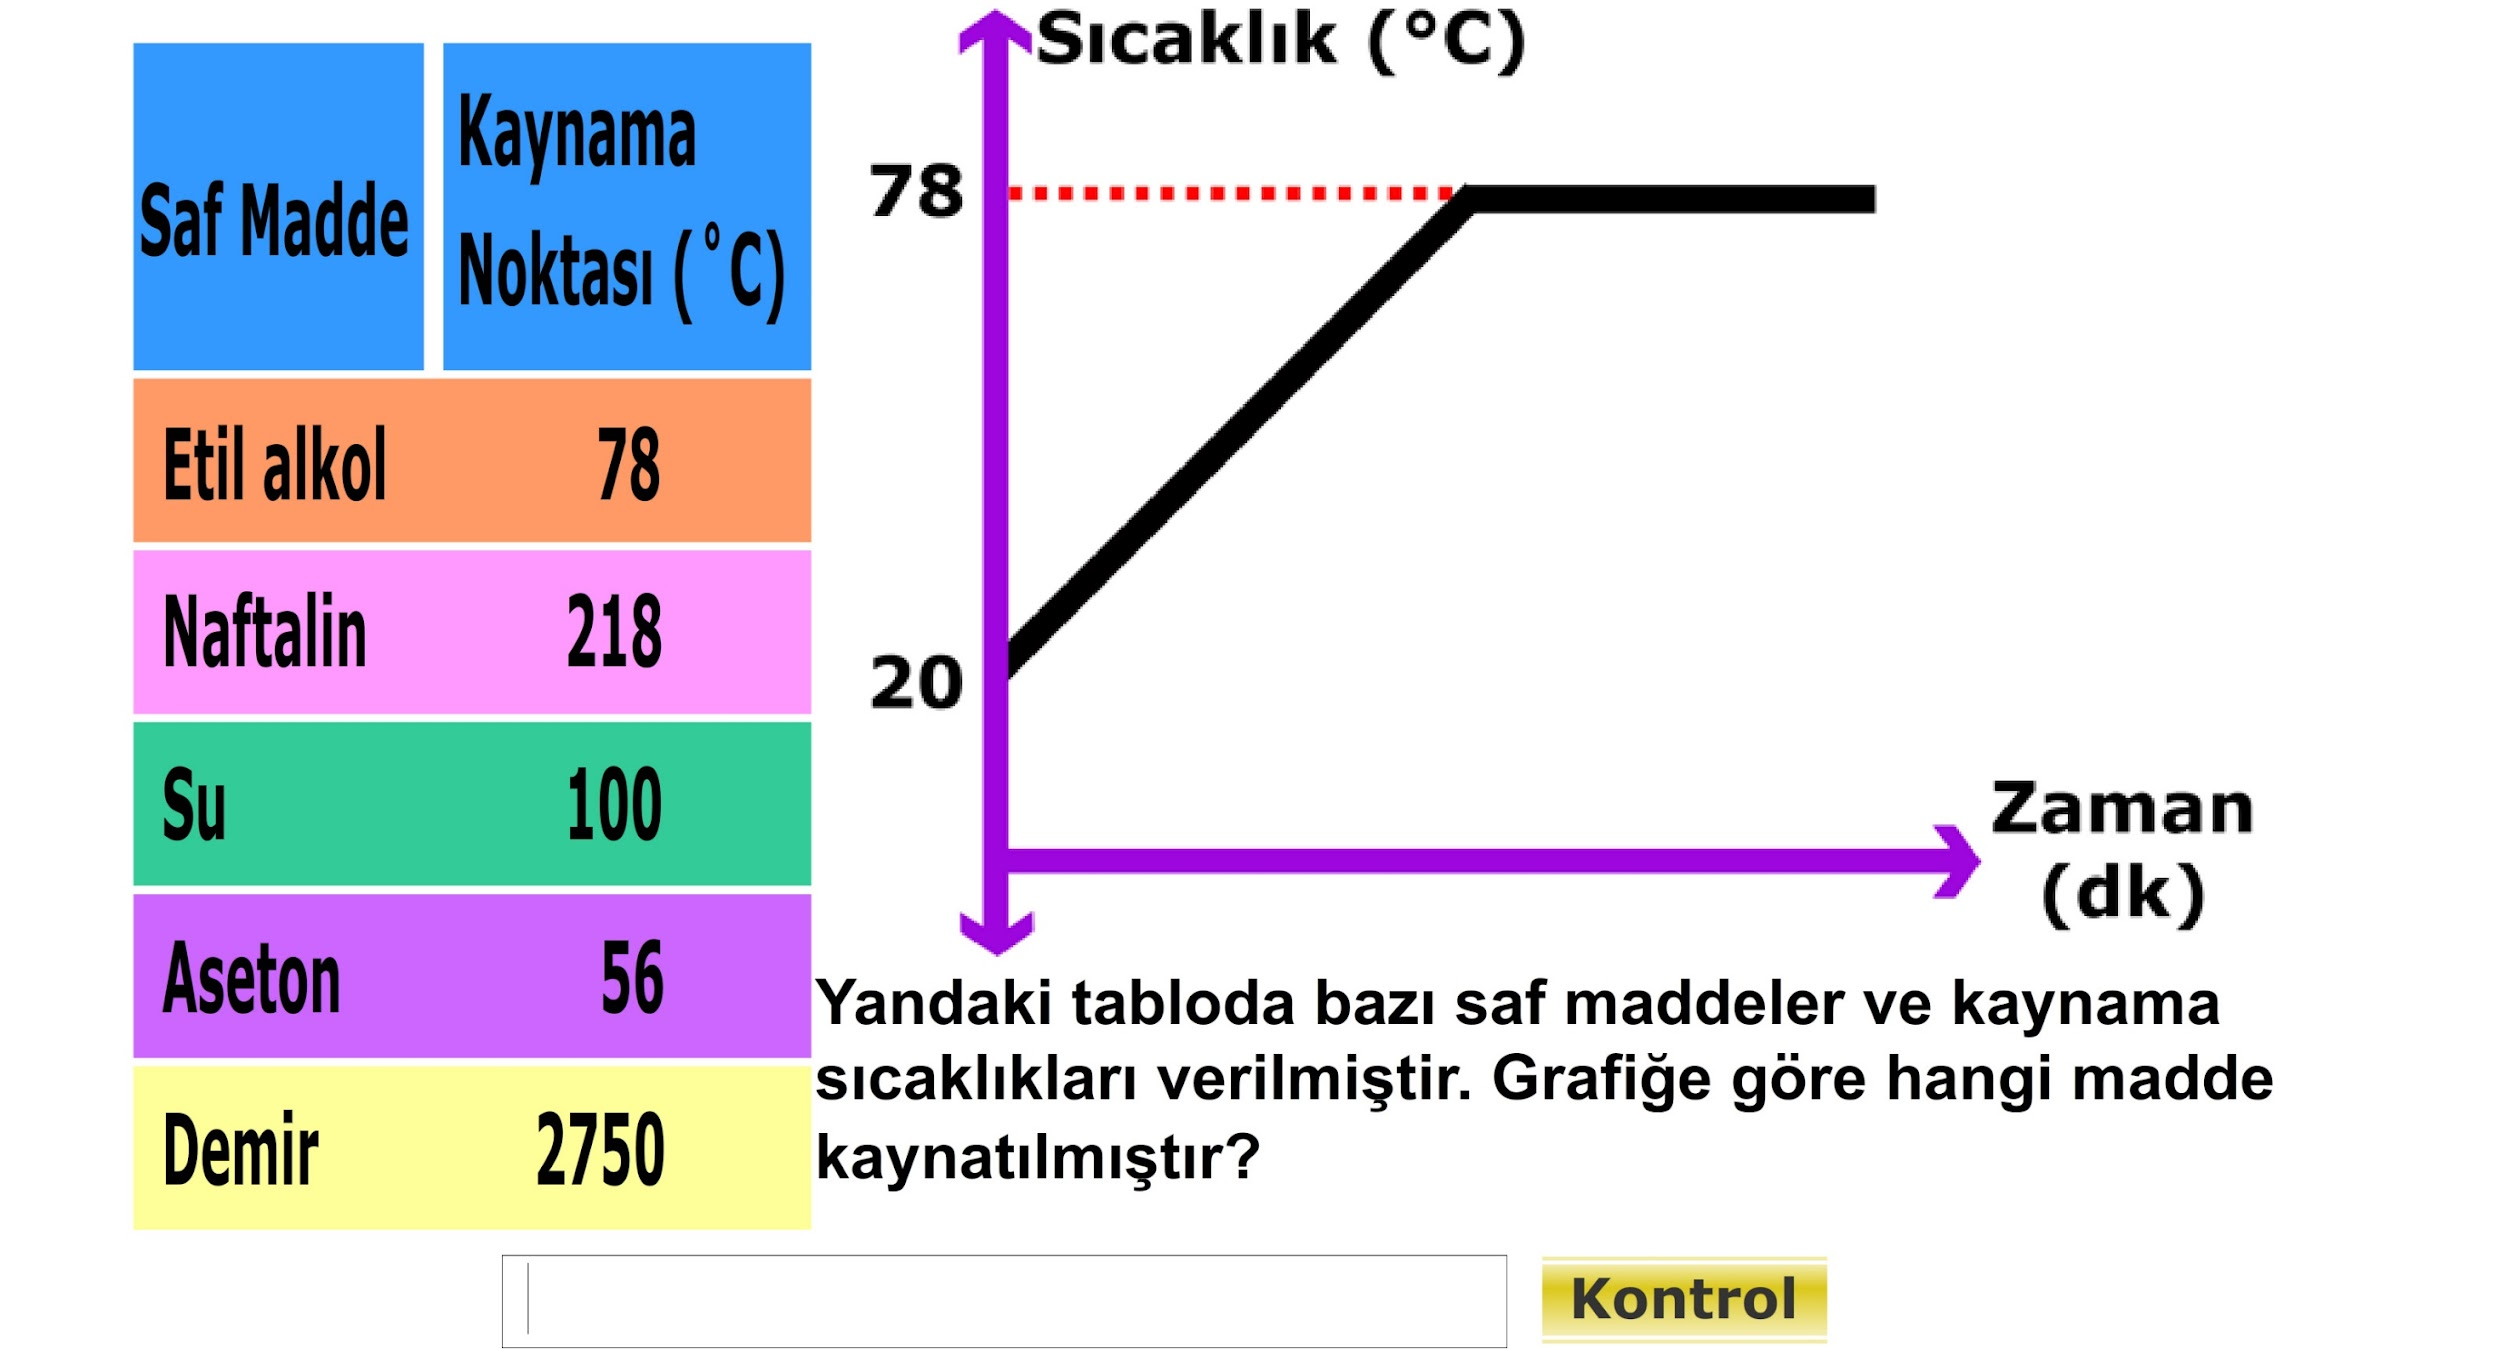 Saf Madde
Kaynama
Noktası (°C)
Etil alkol 78
Naftalin 218
Su 100
Aseton 56
Demir 2750
Sıcaklık (°C)
78
20
Zaman
(dk)
Yandaki tabloda bazı saf maddeler ve kaynama
sıcaklıkları verilmiştir. Grafiğe göre hangi madde
kaynatılmıştır?
Kontrol